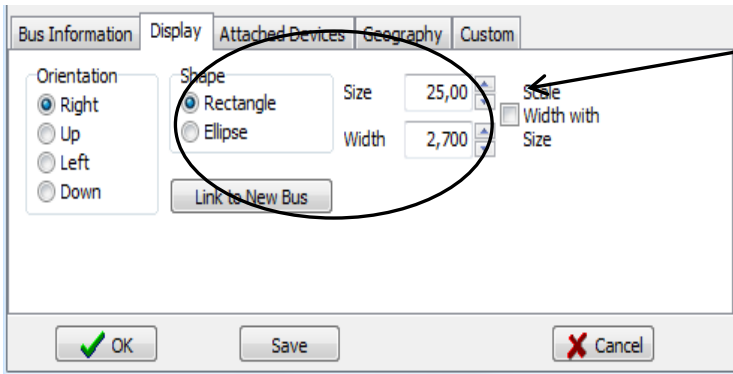 Bus Information Display Attached Devices Geography Custom
Orientation
Right
Up
Left
Down
Shape
Rectangle
Ellipse
Link to New Bus
Size 25,00
Width 2,700
Scale
Width with
Size
OK Save Cancel